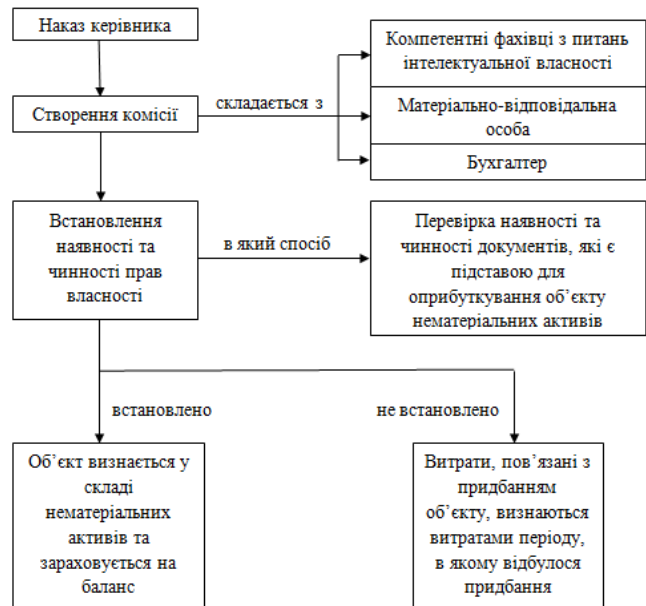 Наказ керівника
Компетентні фахівці з питань
інтелектуальної власності
Створення комісії
складається з
Матеріально-відповідальна
особа
Бухгалтер
Встановлення
наявності та
чинності прав
власності
в який спосіб
Перевірка наявності та
чинності документів, які є
підставою для
оприбуткування об’єкту
нематеріальних активів
встановлено
не встановлено
Об’єкт визнається у
складі
нематеріальних
активів та
зараховується на
баланс
Витрати, пов’язані з
придбанням
об’єкту, визнаються
витратами періоду,
в якому відбулося
придбання